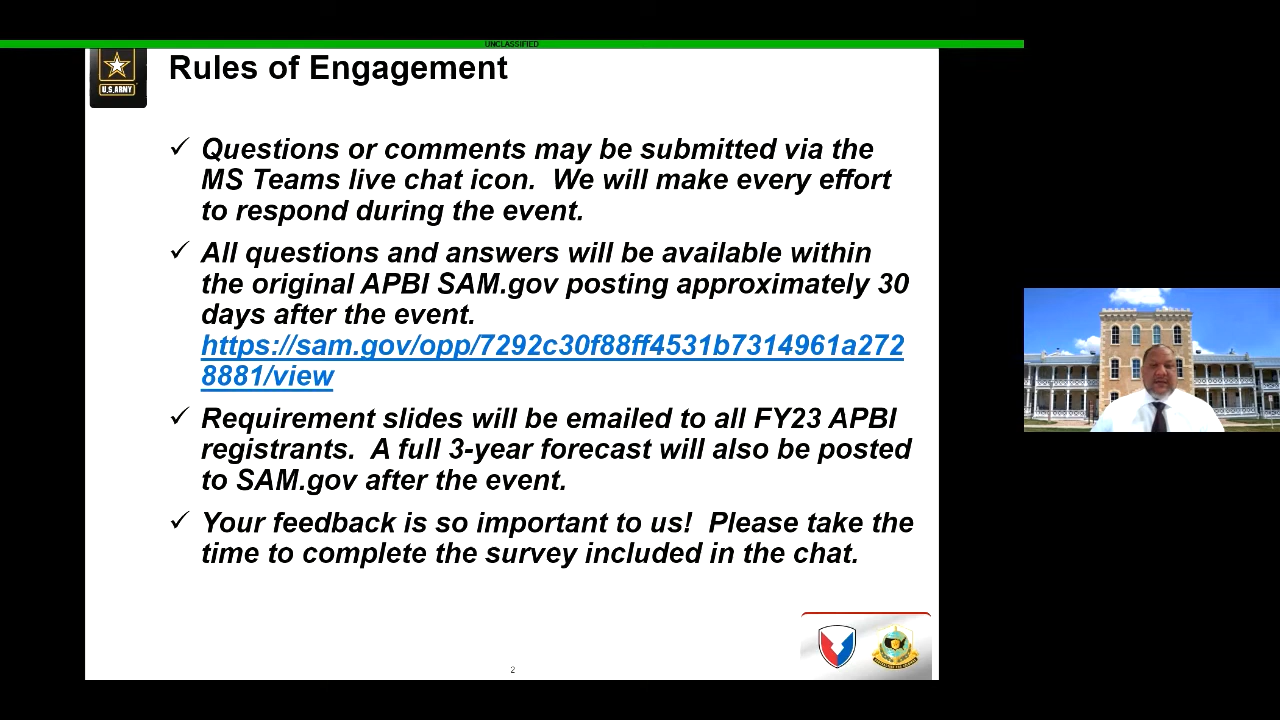 UNCLASSIFIED
U.S.ARMY
Rules of Engagement
✓ Questions or comments may be submitted via the
MS Teams live chat icon.  We will make every effort
to respond during the event.
✓ All questions and answers will be available within
the original APBI SAM.gov posting approximately 30
days after the event.
https://sam.gov/opp/7292c30f88ff4531b7314961a272
8881/view
✓ Requirement slides will be emailed to all FY23 APBI
registrants.  A full 3-year forecast will also be posted
to SAM.gov after the event.
✓ Your feedback is so important to us!  Please take the
time to complete the survey included in the chat.
2